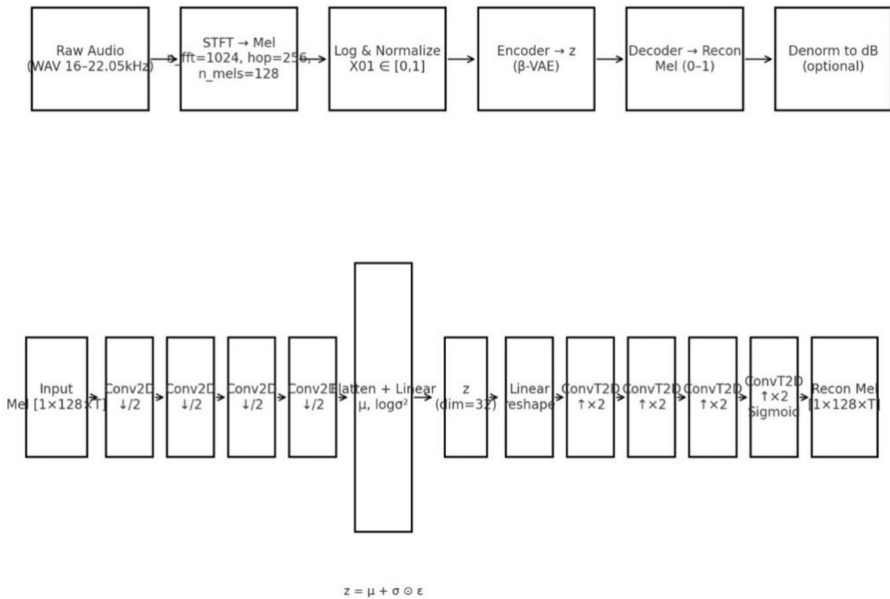 Raw Audio
(WAV 16–22.05kHz)
STFT → Mel
n_fft=1024, hop=256,
n_mels=128
Log & Normalize
X01 ∈ [0,1]
Encoder → z
(β-VAE)
Decoder → Recon
Mel (0–1)
Denorm to dB
(optional)
Input
Mel [1×128×T]
Conv2D
↓/2
Conv2D
↓/2
Conv2D
↓/2
Conv2D
↓/2
Flatten + Linear
μ, logσ²
z
(dim=32)
Linear
reshape
ConvT2D
↑×2
ConvT2D
↑×2
ConvT2D
↑×2
ConvT2D
↑×2
Sigmoid
Recon Mel
[1×128×T]
z = μ + σ ⊙ ε